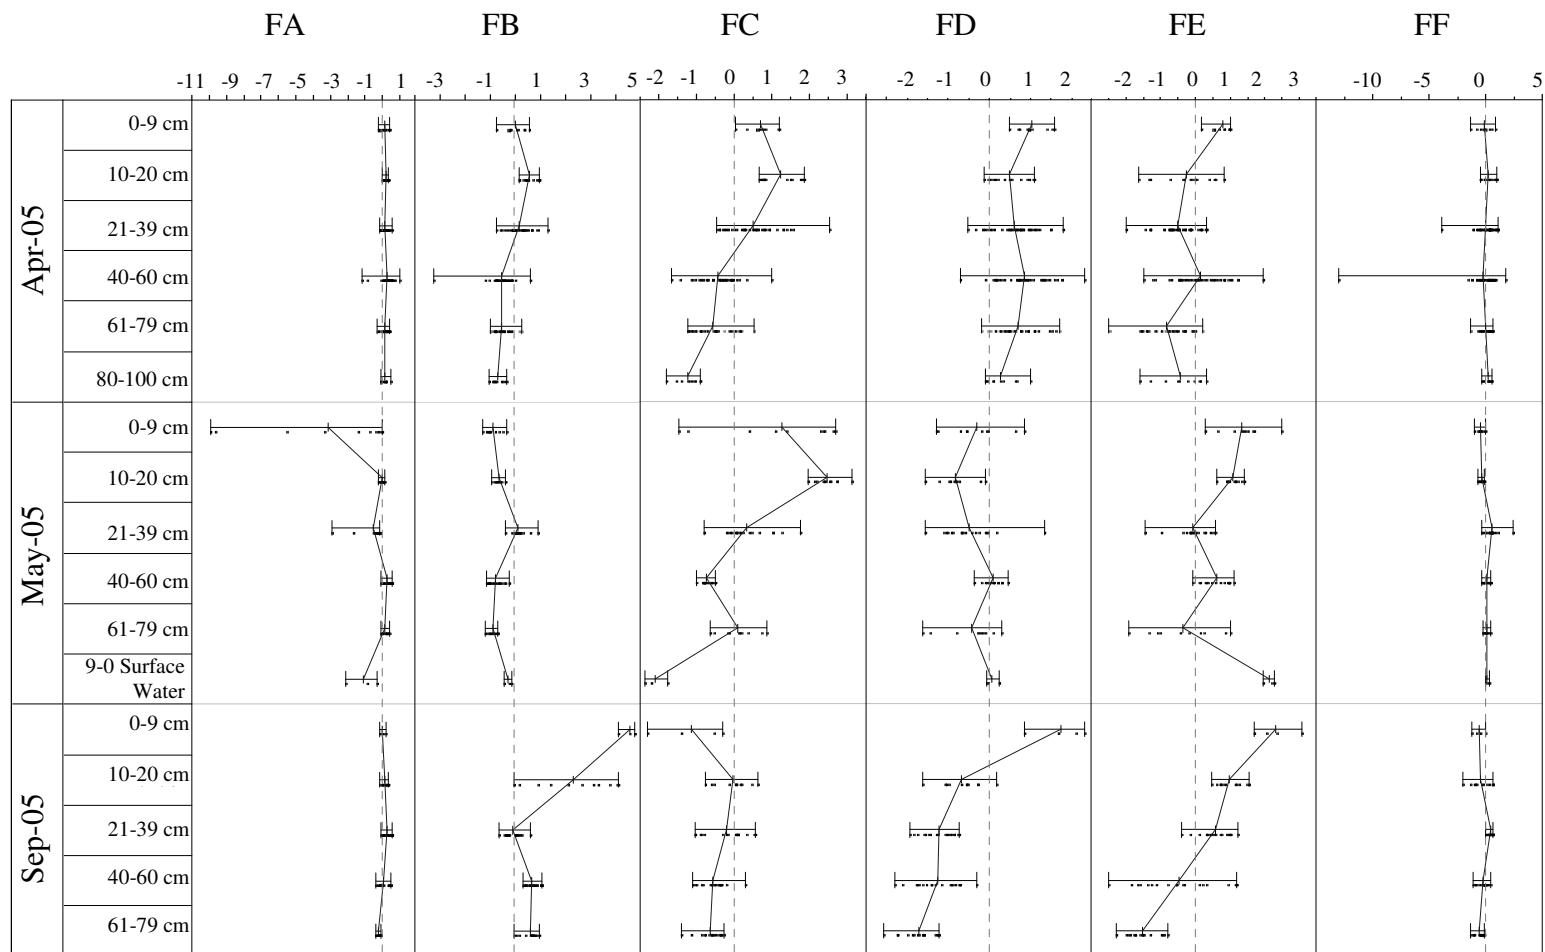 FA FB FC FD FE FF
-11 -9 -7 -5 -3 -1 1 -3 -1 1 3 5 -2 -1 0 1 2 3 -2 -1 0 1 2 -2 -1 0 1 2 3 -10 -5 0 5
Apr-05
0-9 cm
10-20 cm
21-39 cm
40-60 cm
61-79 cm
80-100 cm
May-05
0-9 cm
10-20 cm
21-39 cm
40-60 cm
61-79 cm
9-0 Surface
Water
Sep-05
0-9 cm
10-20 cm
21-39 cm
40-60 cm
61-79 cm